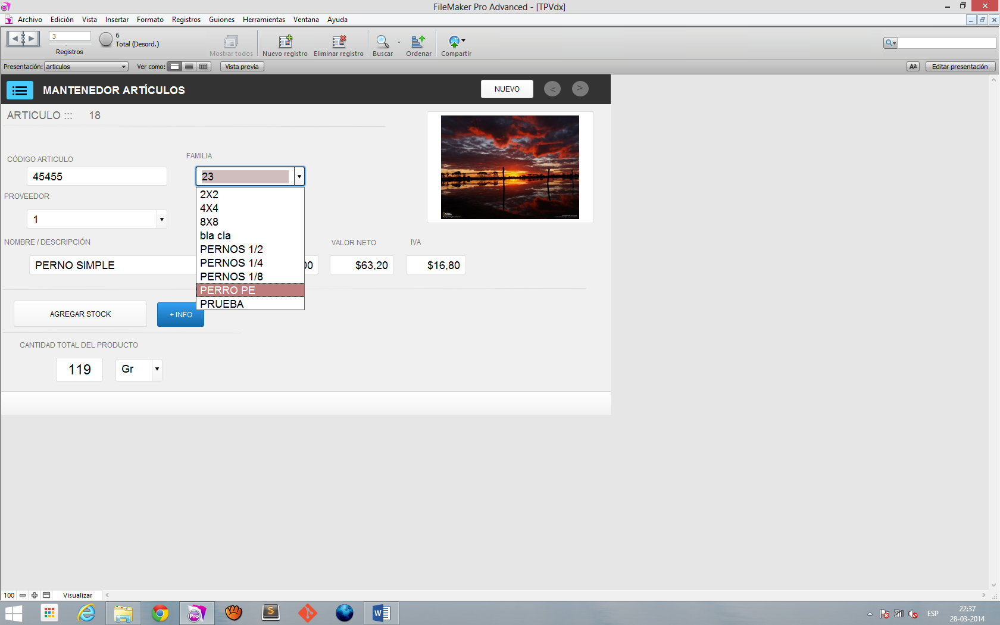 FileMaker Pro Advanced - [TPVdx]
Archivo Edición Vista Insertar Formato Registros Guiones Herramientas Ventana Ayuda
3
Registros
6
Total (Desord.)
Mostrar todos
Nuevo registro
Eliminar registro
Buscar
Ordenar
Compartir
Presentación: articulos
Ver como:
Vista previa
Aa
Editar presentación
MANTENEDOR ARTÍCULOS
NUEVO
<
>
ARTICULO ::: 18
CÓDIGO ARTICULO
FAMILIA
45455
23
2X2
4X4
8X8
bla cla
PERNOS 1/2
PERNOS 1/4
PERNOS 1/8
PERRO PE
PRUEBA
PROVEEDOR
1
NOMBRE / DESCRIPCIÓN
VALOR NETO
IVA
PERNO SIMPLE
00
$63,20
$16,80
AGREGAR STOCK
+ INFO
CANTIDAD TOTAL DEL PRODUCTO
119
Gr
100
Visualizar
Pro
S
W
ESP
22:37
28-03-2014